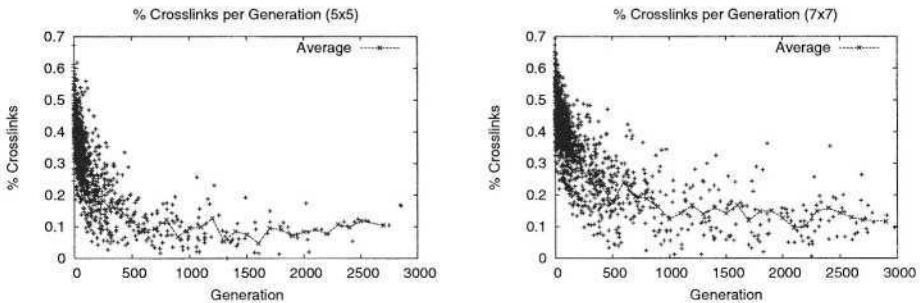 % Crosslinks per Generation (5x5)
0.7
0.6
0.5
0.4
0.3
0.2
0.1
0
% Crosslinks
Average
0 500 1000 1500 2000 2500 3000
Generation
% Crosslinks per Generation (7x7)
0.7
0.6
0.5
0.4
0.3
0.2
0.1
0
% Crosslinks
Average
0 500 1000 1500 2000 2500 3000
Generation